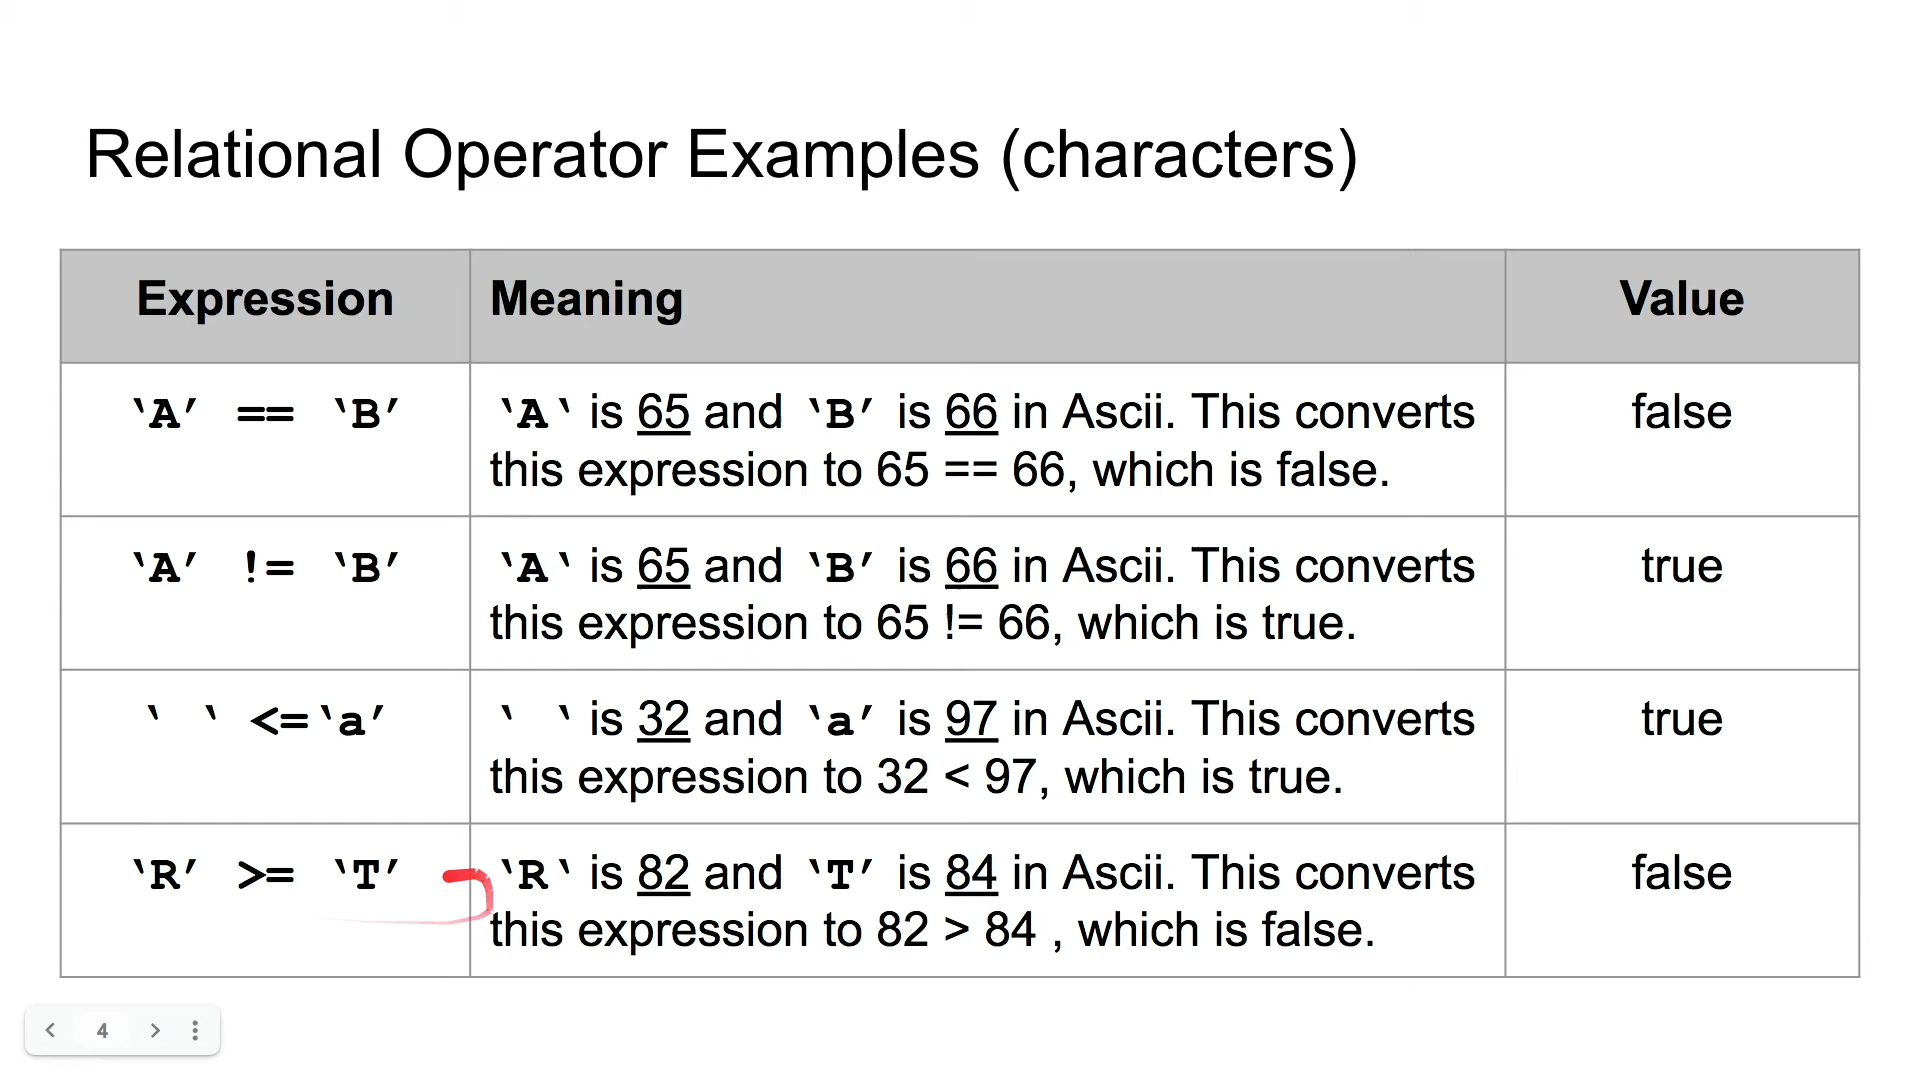 Relational Operator Examples (characters)
Expression Meaning Value
‘A’ == ‘B’ ‘A‘ is 65 and ‘B’ is 66 in Ascii. This converts false
this expression to 65 == 66, which is false.
‘A’ != ‘B’ ‘A‘ is 65 and ‘B’ is 66 in Ascii. This converts true
this expression to 65 != 66, which is true.
‘ ‘ <=‘a’ ‘ ‘ is 32 and ‘a’ is 97 in Ascii. This converts true
this expression to 32 < 97, which is true.
‘R’ >= ‘T’ ‘R‘ is 82 and ‘T’ is 84 in Ascii. This converts false
this expression to 82 > 84 , which is false.
4